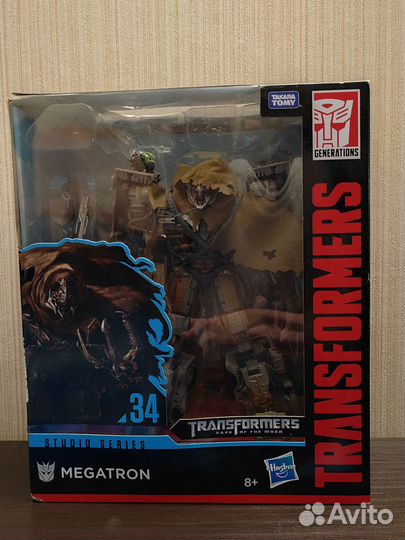 TAKARA
TOMY
GENERATIONS
TRANSFORMERS
34
STUDIO SERIES
TRANSFORMERS
DARK OF THE MOON
MEGATRON
8+
Hasbro
Avito